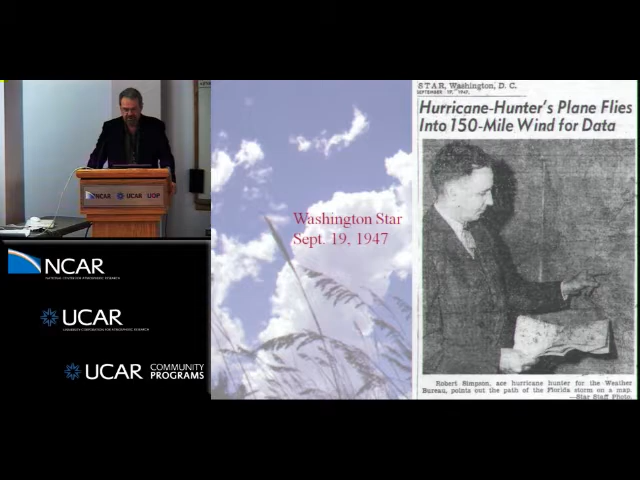 NCAR UCAR UOP
NCAR
NATIONAL CENTER FOR ATMOSPHERIC RESEARCH
UCAR
UNIVERSITY CORPORATION FOR ATMOSPHERIC RESEARCH
UCAR COMMUNITY
PROGRAMS
Washington Star
Sept. 19, 1947
STAR, Washington, D. C.
SEPTEMBER 19, 1947.
Hurricane-Hunter's Plane Flies
Into 150-Mile Wind for Data
Robert Simpson, ace hurricane hunter for the Weather
Bureau, points out the path of the Florida storm on a map.
—Star Staff Photo.